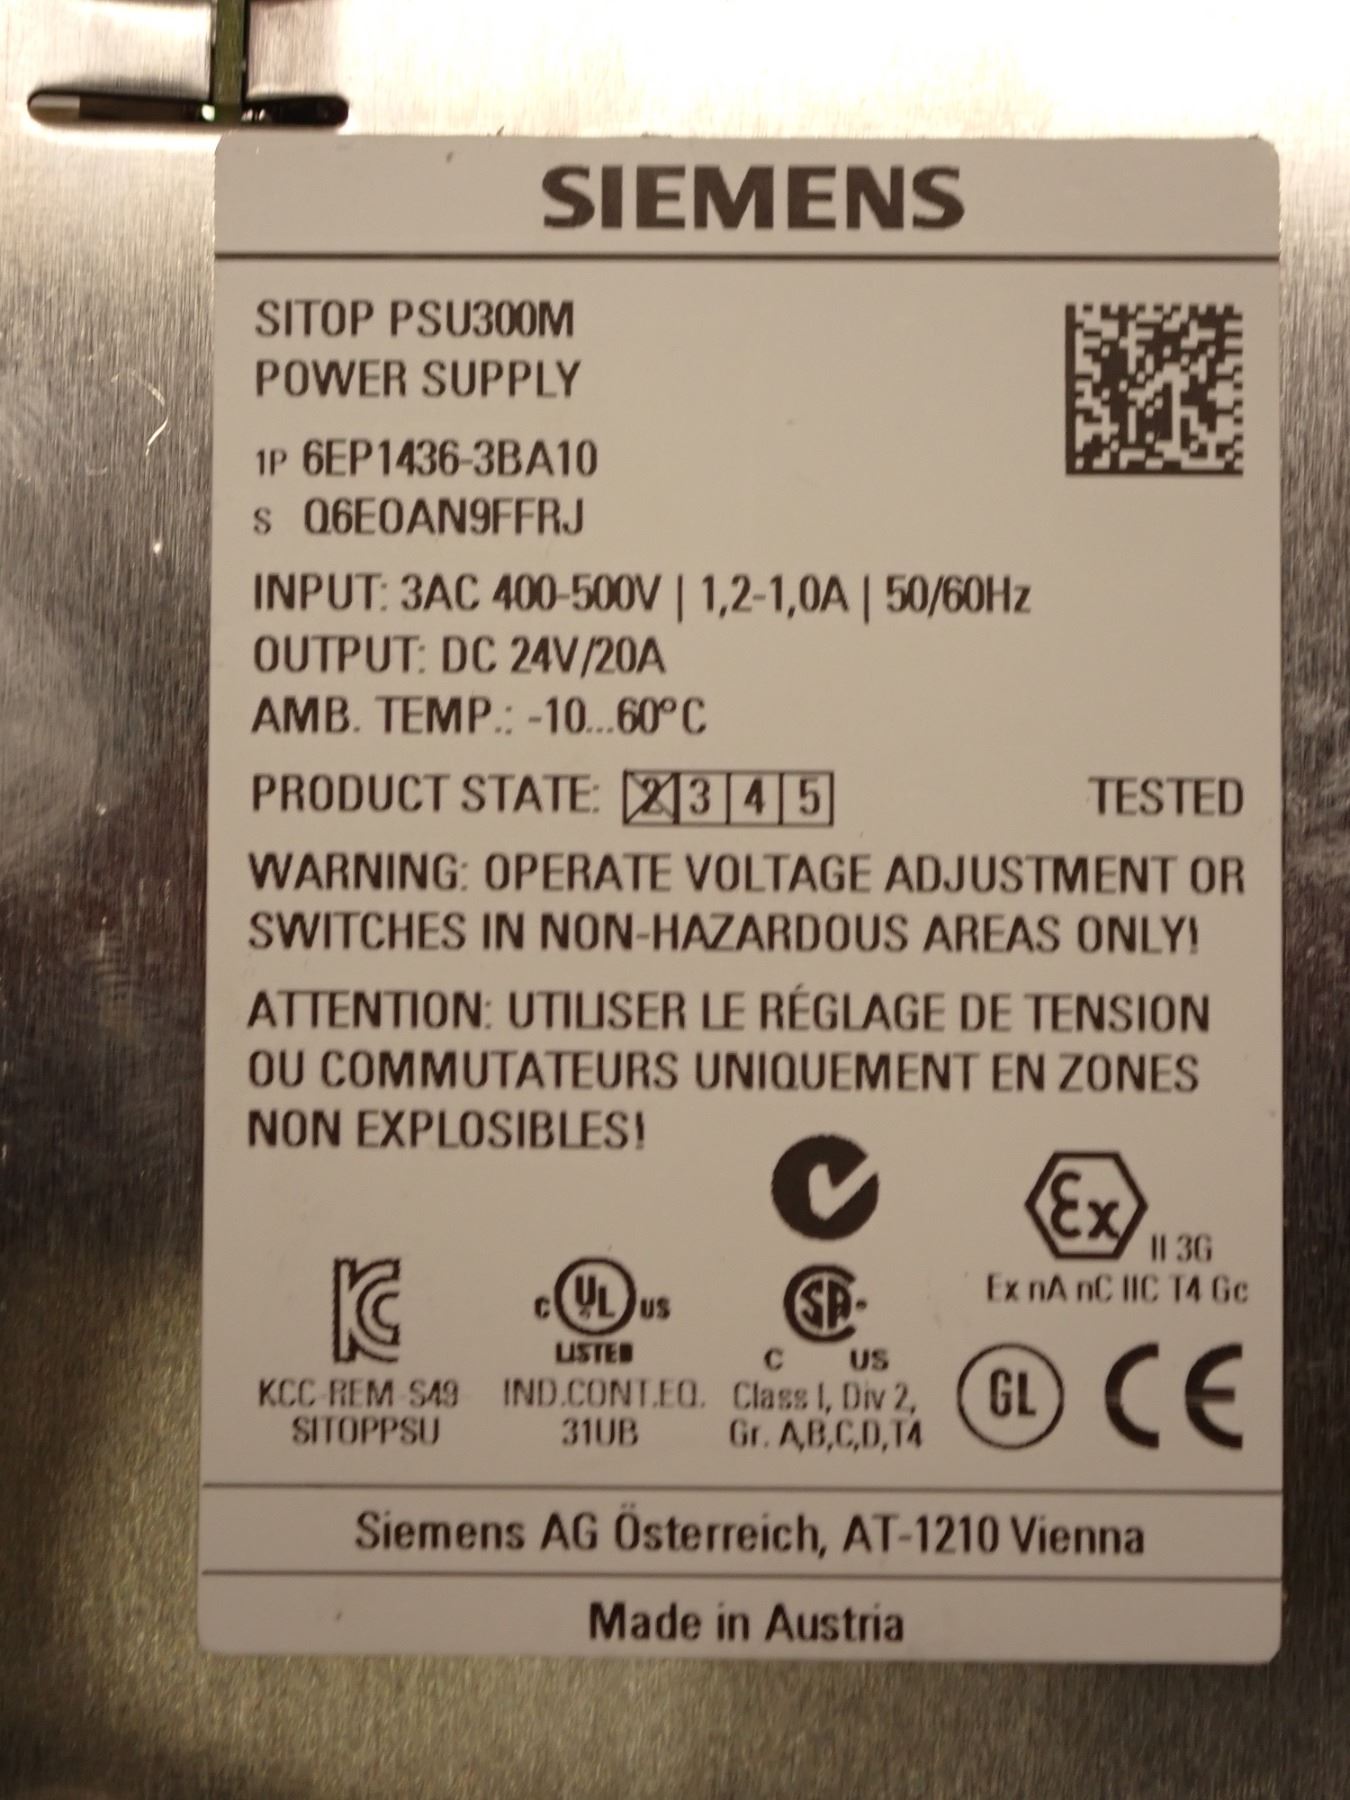 SIEMENS
SITOP PSU300M
POWER SUPPLY
1P 6EP1436-3BA10
S Q6EOAN9FFRJ
INPUT: 3AC 400-500V | 1,2-1,0A | 50/60Hz
OUTPUT: DC 24V/20A
AMB. TEMP.: -10...60°C
PRODUCT STATE: 2 3 4 5 TESTED
WARNING: OPERATE VOLTAGE ADJUSTMENT OR
SWITCHES IN NON-HAZARDOUS AREAS ONLY!
ATTENTION: UTILISER LE RÉGLAGE DE TENSION
OU COMMUTATEURS UNIQUEMENT EN ZONES
NON EXPLOSIBLES!
Ex II 3G
Ex nA nC IIC T4 Gc
KC
C UL US
LISTED
SA
C US
KCC-REM-S49
SITOPPSU
IND.CONT.EQ.
31UB
Class I, Div 2,
Gr. A,B,C,D,T4
GL CE
Siemens AG Österreich, AT-1210 Vienna
Made in Austria